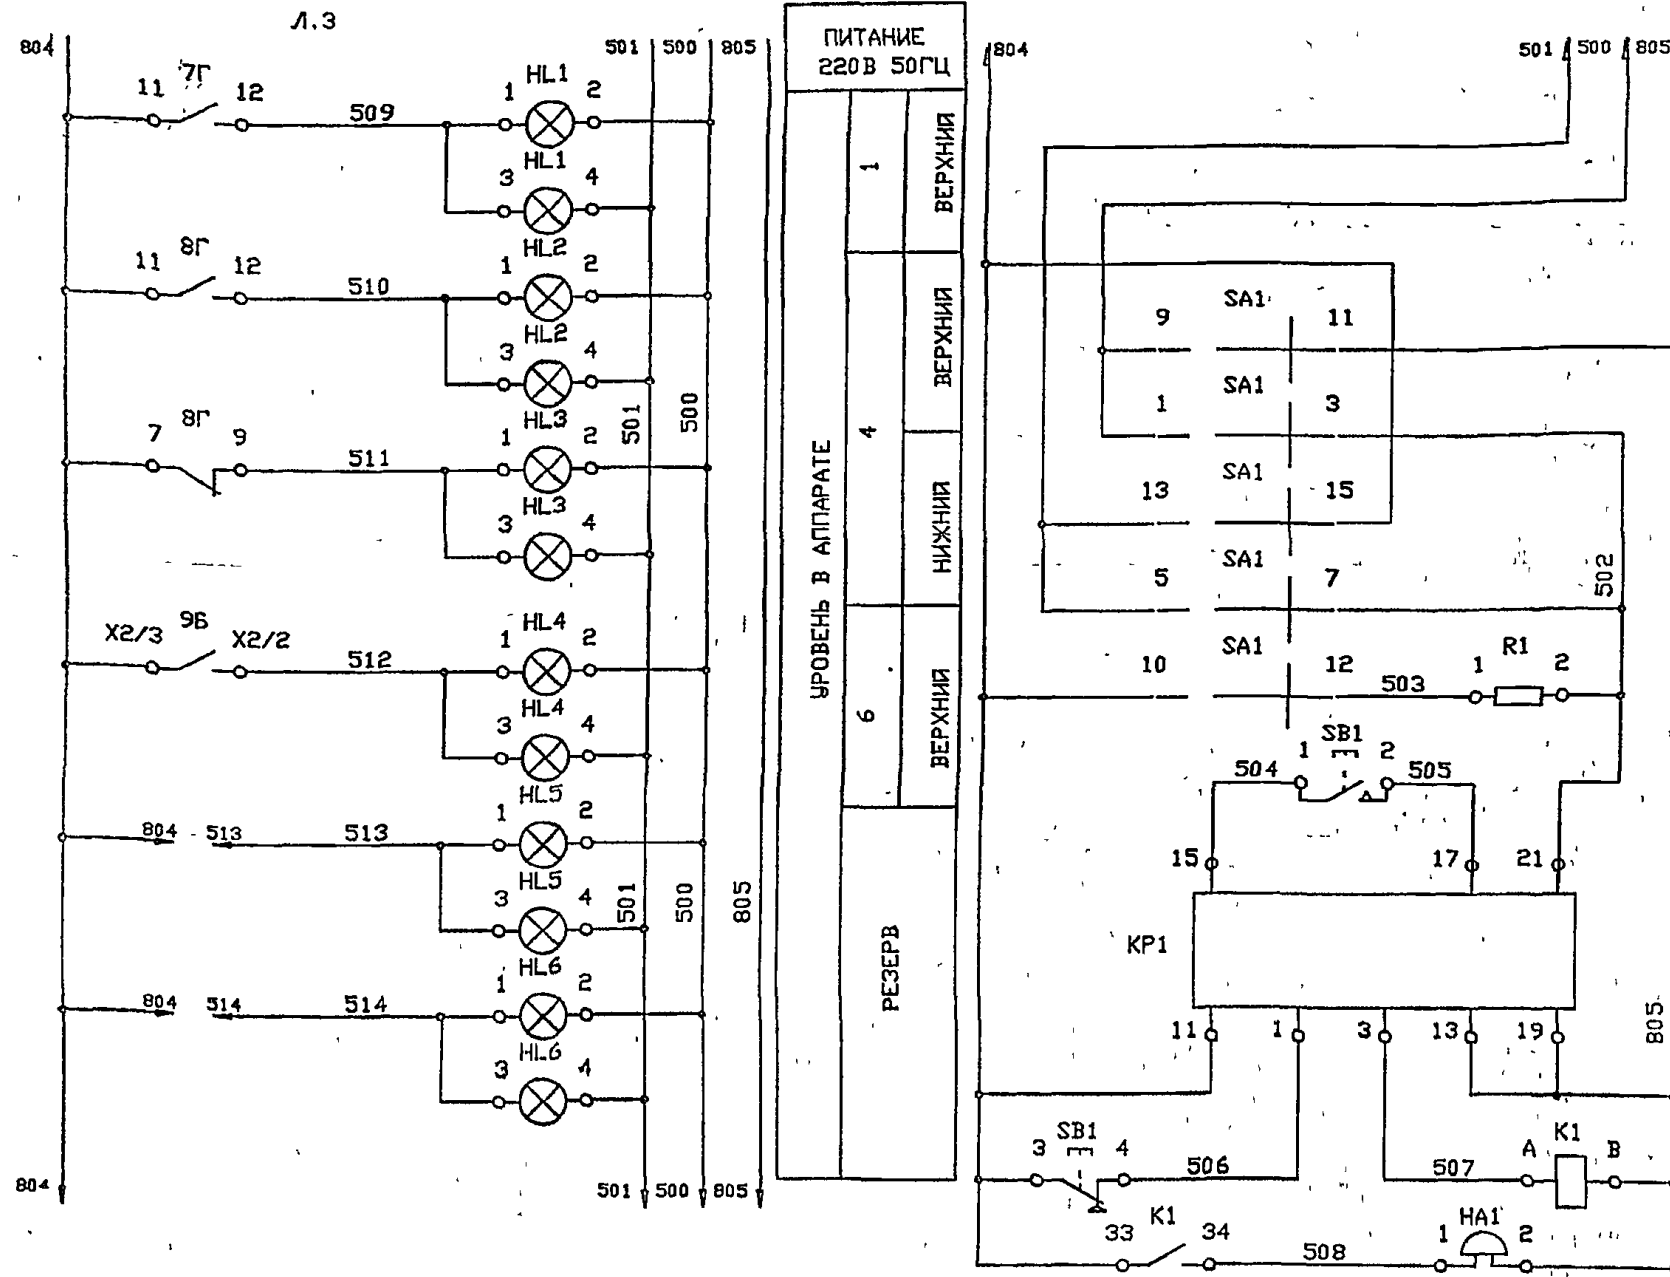 Л.3
804
501 500 805
7Г
11 12
509
HL1
1 2
HL1
3 4
8Г
11 12
510
HL2
1 2
HL2
3 4
8Г
7 9
511
HL3
1 2
HL3
3 4
501
500
9Б
X2/3 X2/2
512
HL4
1 2
HL4
3 4
804 513 513
HL5
1 2
HL5
3 4
501
500
805
804 514 514
HL6
1 2
HL6
3 4
804
501 500 805
ПИТАНИЕ
220В 50ГЦ
УРОВЕНЬ В АППАРАТЕ
1
ВЕРХНИЙ
4
ВЕРХНИЙ
НИЖНИЙ
6
ВЕРХНИЙ
РЕЗЕРВ
804
501 500 805
SA1
9 11
SA1
1 3
SA1
13 15
SA1
5 7
502
SA1
10 12
503
R1
1 2
SB1
504 1 2 505
15 17 21
KP1
11 1 3 13 19
805
SB1
3 4
506
507
K1
A B
K1
33 34
508
HA1
1 2